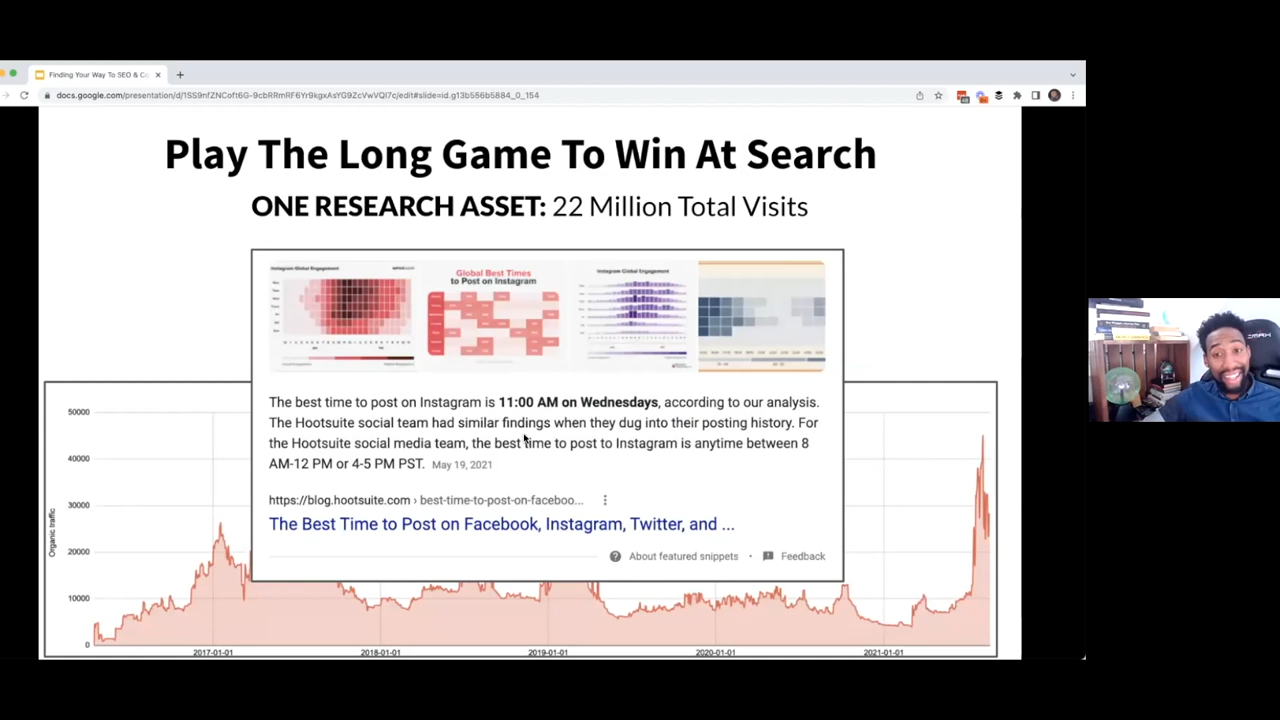 Finding Your Way To SEO & Co
docs.google.com/presentation/d/1SS9nfZNCoft6G-9cbRRmRF6Yr9kgxAsYG9ZcVwVQI7c/edit#slide=id.g13b556b5884_0_154
Play The Long Game To Win At Search
ONE RESEARCH ASSET: 22 Million Total Visits
Instagram Global Engagement
Global Best Times
to Post on Instagram
Instagram Global Engagement
The best time to post on Instagram is 11:00 AM on Wednesdays, according to our analysis.
The Hootsuite social team had similar findings when they dug into their posting history. For
the Hootsuite social media team, the best time to post to Instagram is anytime between 8
AM-12 PM or 4-5 PM PST. May 19, 2021
https://blog.hootsuite.com › best-time-to-post-on-faceboo...
The Best Time to Post on Facebook, Instagram, Twitter, and ...
About featured snippets • Feedback
Organic traffic
50000
40000
30000
20000
10000
0
2017-01-01 2018-01-01 2019-01-01 2020-01-01 2021-01-01